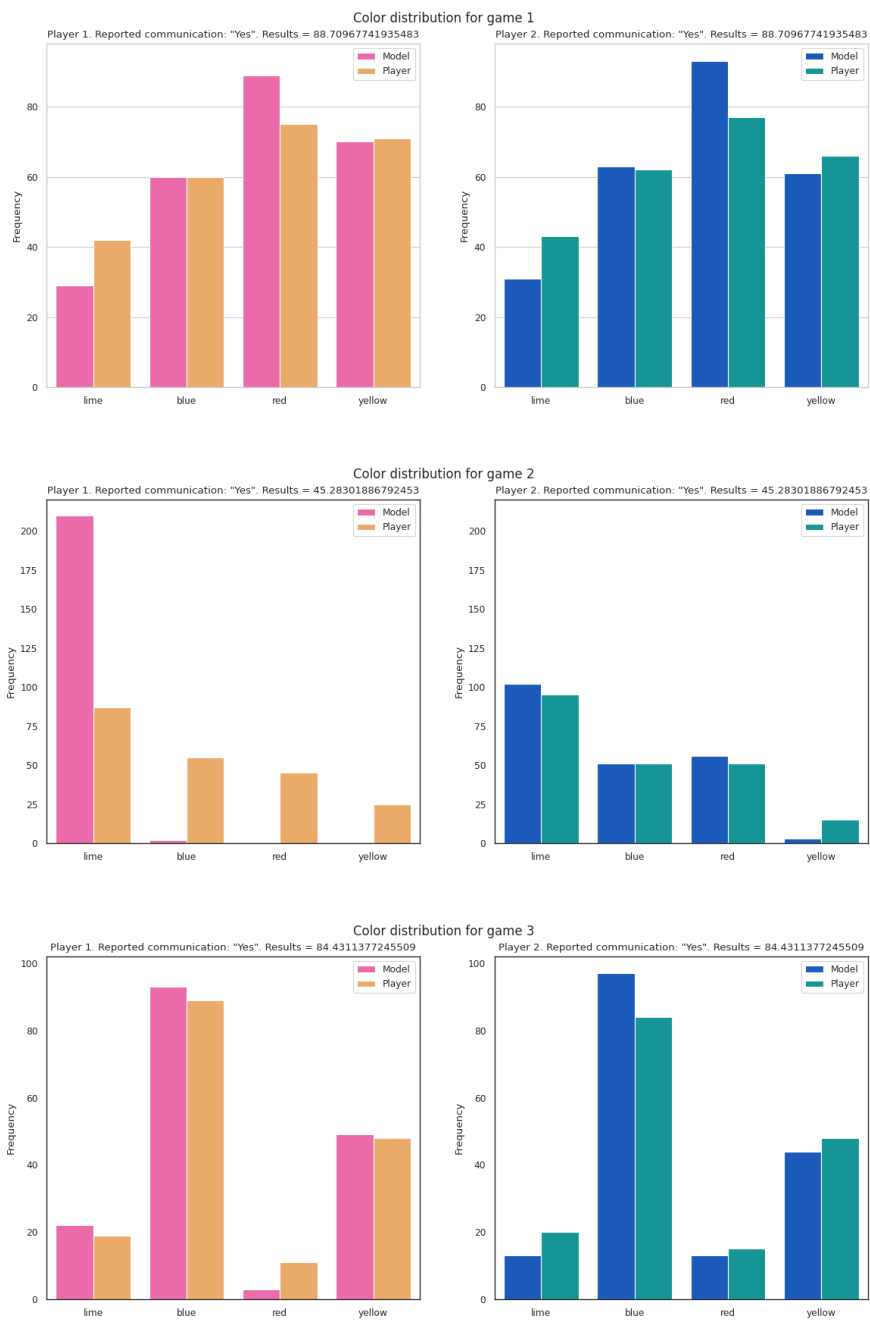 Color distribution for game 1
Player 1. Reported communication: "Yes". Results = 88.70967741935483
Player 2. Reported communication: "Yes". Results = 88.70967741935483
Model
Player
Frequency
80
60
40
20
0
lime blue red yellow
Model
Player
Frequency
80
60
40
20
0
lime blue red yellow
Color distribution for game 2
Player 1. Reported communication: "Yes". Results = 45.28301886792453
Player 2. Reported communication: "Yes". Results = 45.28301886792453
Model
Player
Frequency
200
175
150
125
100
75
50
25
0
lime blue red yellow
Model
Player
Frequency
200
175
150
125
100
75
50
25
0
lime blue red yellow
Color distribution for game 3
Player 1. Reported communication: "Yes". Results = 84.4311377245509
Player 2. Reported communication: "Yes". Results = 84.4311377245509
Model
Player
Frequency
100
80
60
40
20
0
lime blue red yellow
Model
Player
Frequency
100
80
60
40
20
0
lime blue red yellow